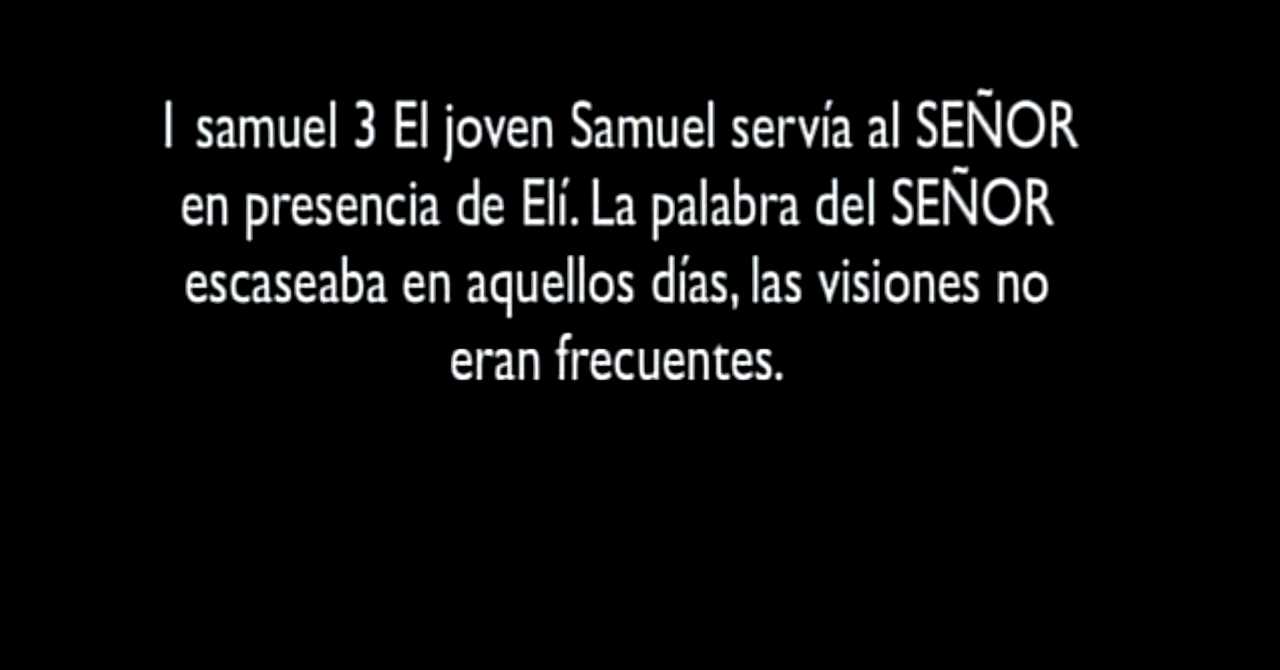 1 samuel 3 El joven Samuel servía al SEÑOR
en presencia de Elí. La palabra del SEÑOR
escaseaba en aquellos días, las visiones no
eran frecuentes.